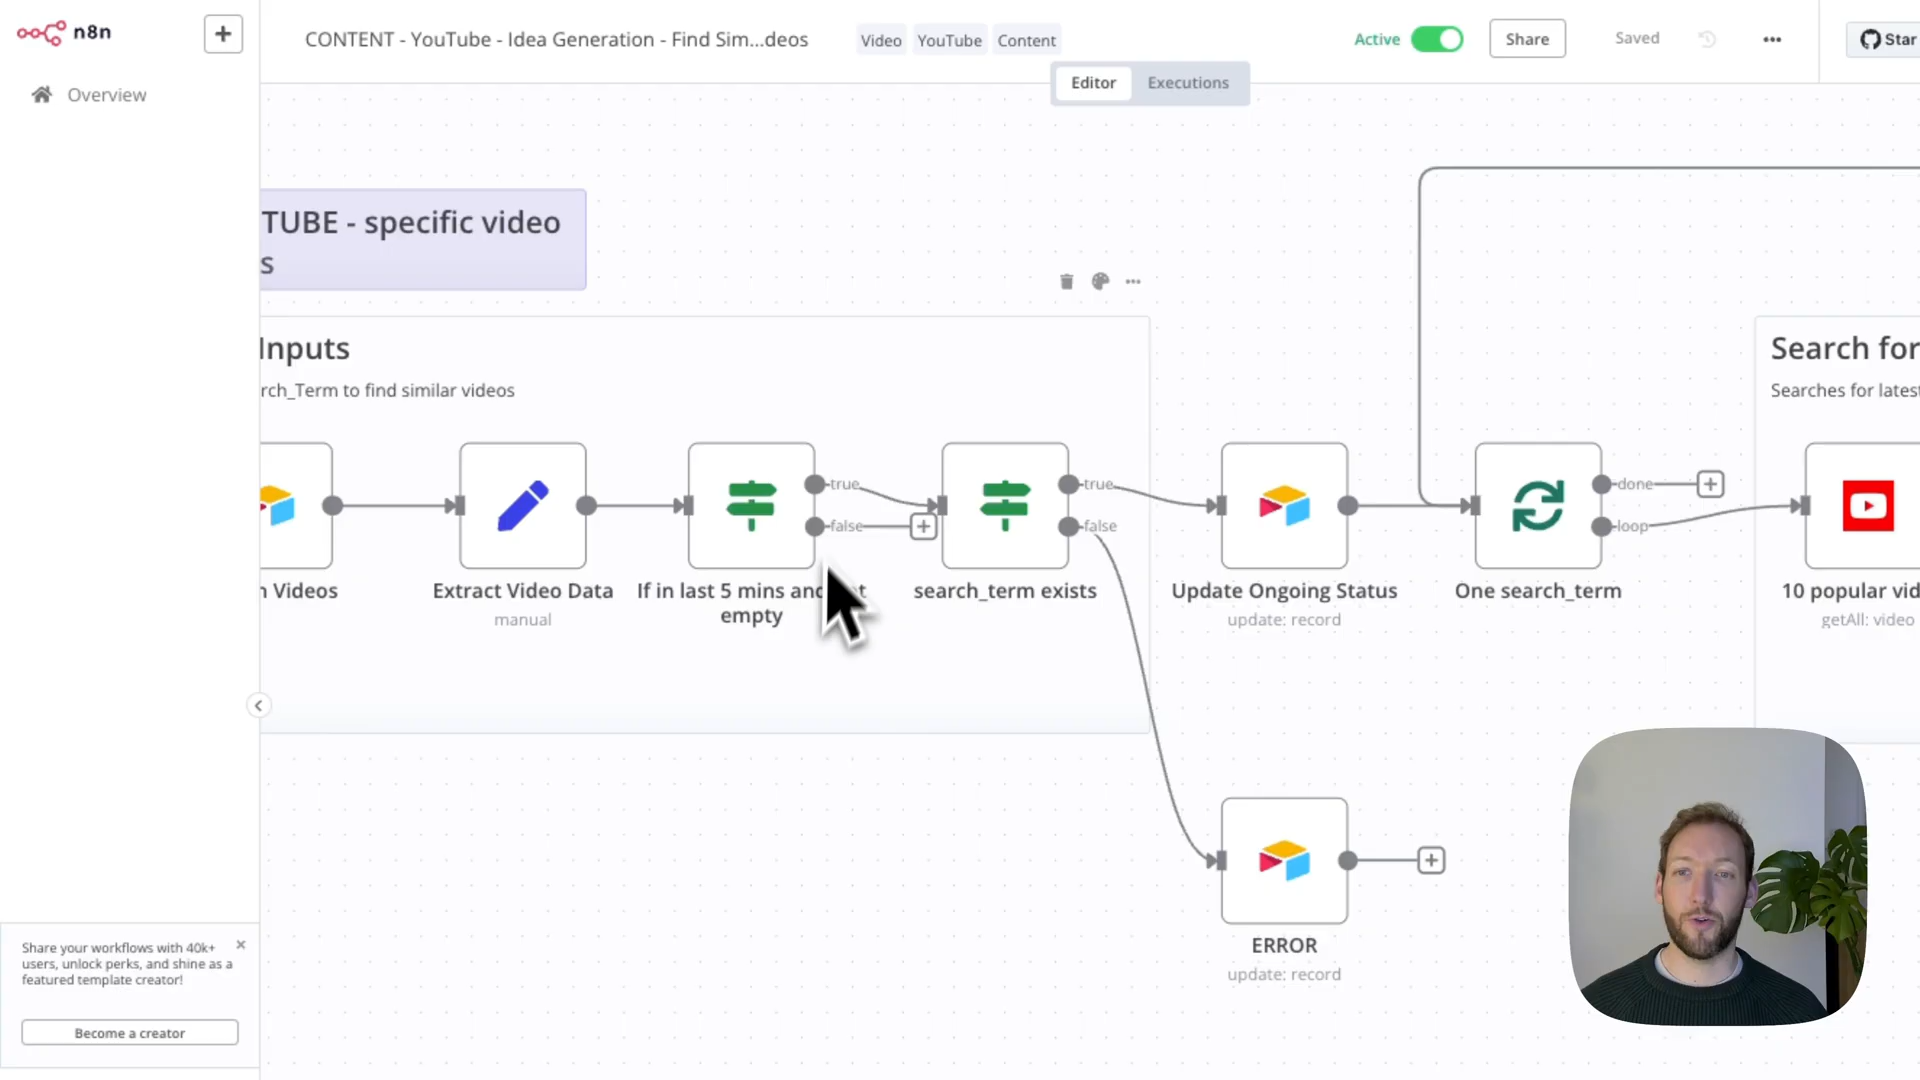 n8n
CONTENT - YouTube - Idea Generation - Find Sim...deos
Video
YouTube
Content
Active
Share
Saved
Star
Editor
Executions
Overview
TUBE - specific video
s
Inputs
rch_Term to find similar videos
Search for
Searches for latest
true
false
true
false
done
loop
n Videos
Extract Video Data
manual
If in last 5 mins and
empty
search_term exists
Update Ongoing Status
update: record
One search_term
10 popular vid
getAll: video
ERROR
update: record
Share your workflows with 40k+
users, unlock perks, and shine as a
featured template creator!
Become a creator